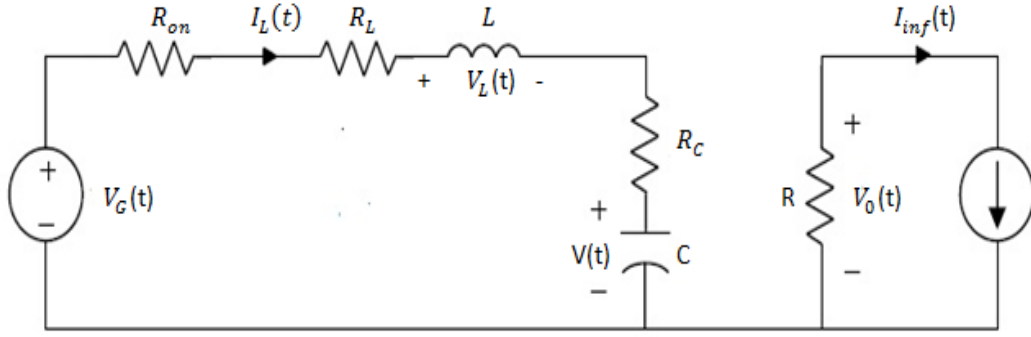 R_on I_L(t) R_L L I_inf(t)
+ V_L(t) -
+ V_G(t) −
R_C
+ V(t) − C
R + V_0(t) −